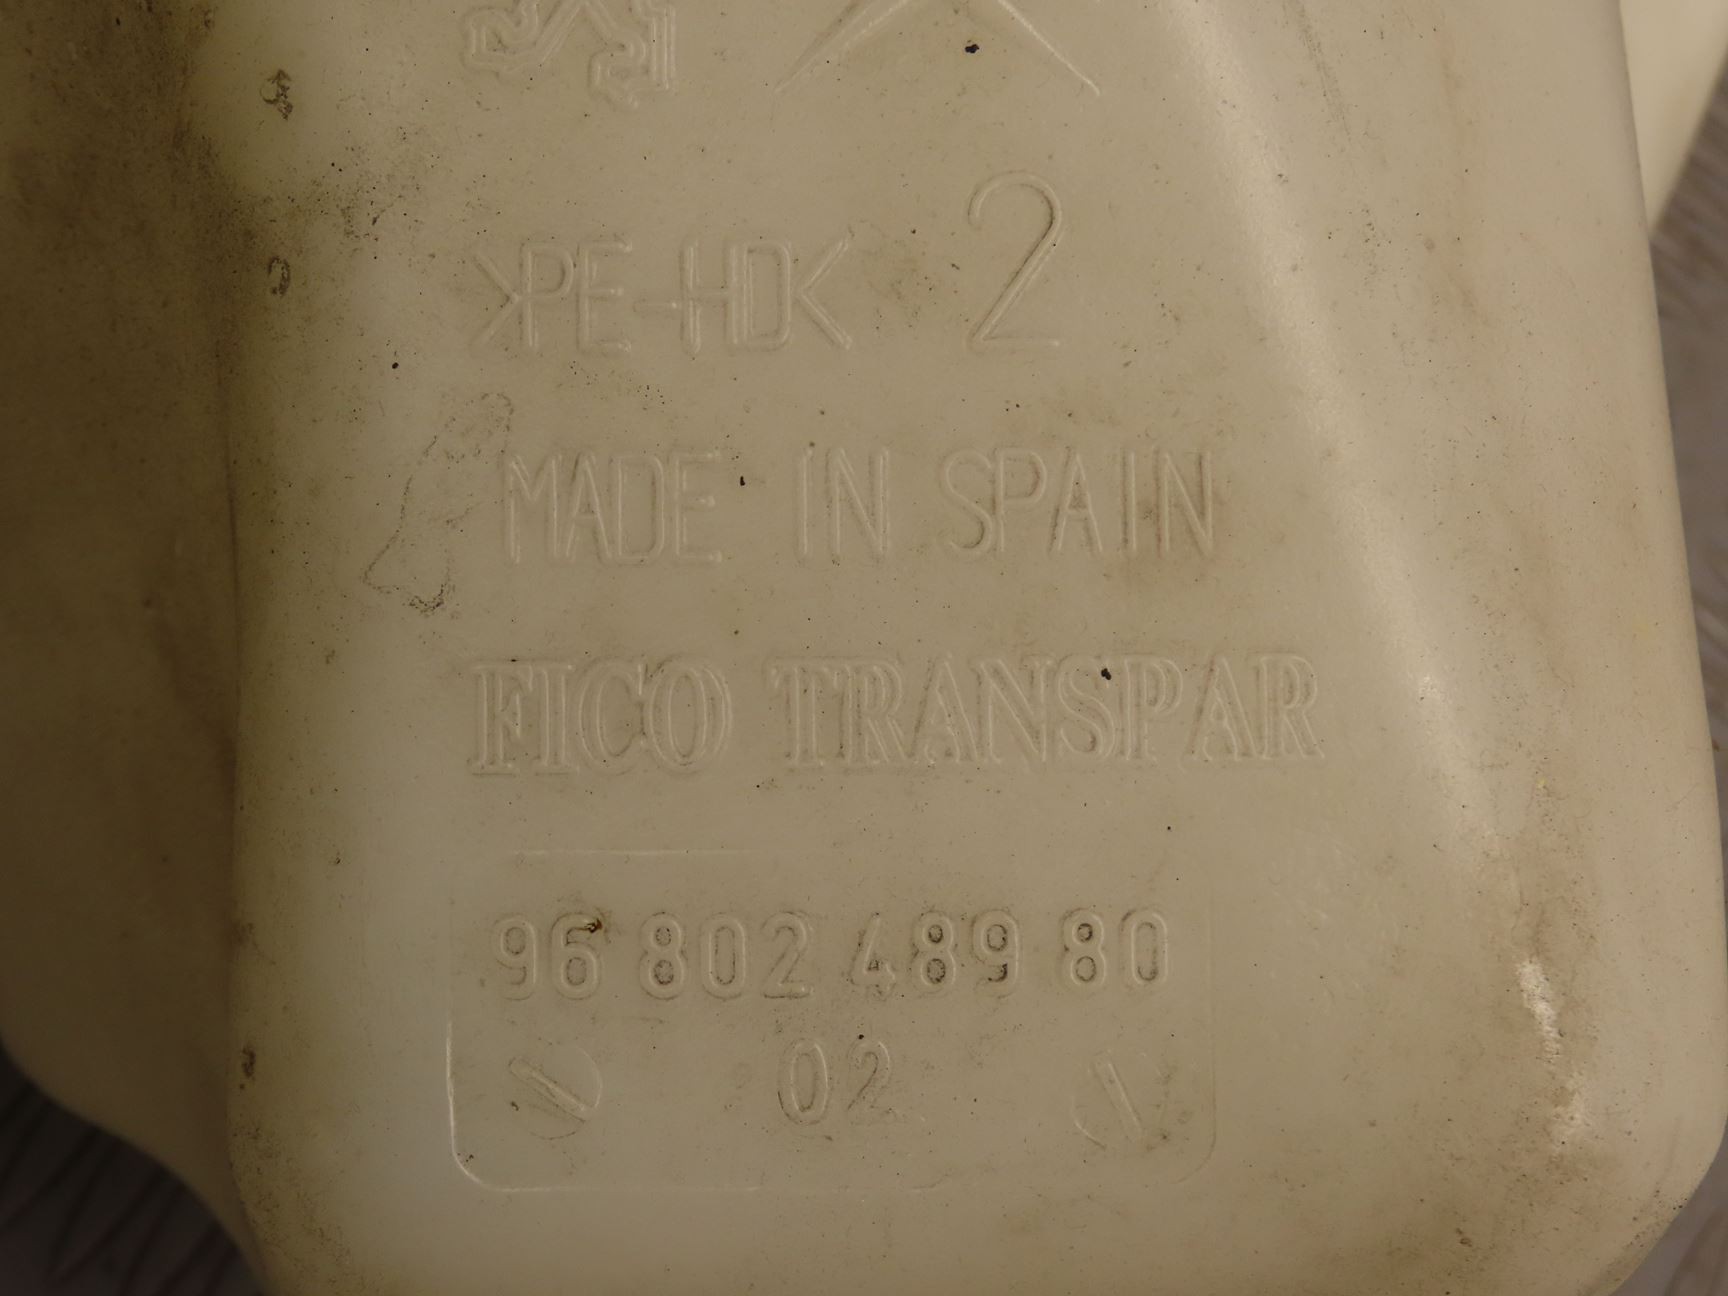 >PE-HD< 2
MADE IN SPAIN
FICO TRANSPAR
96 802 489 80
02